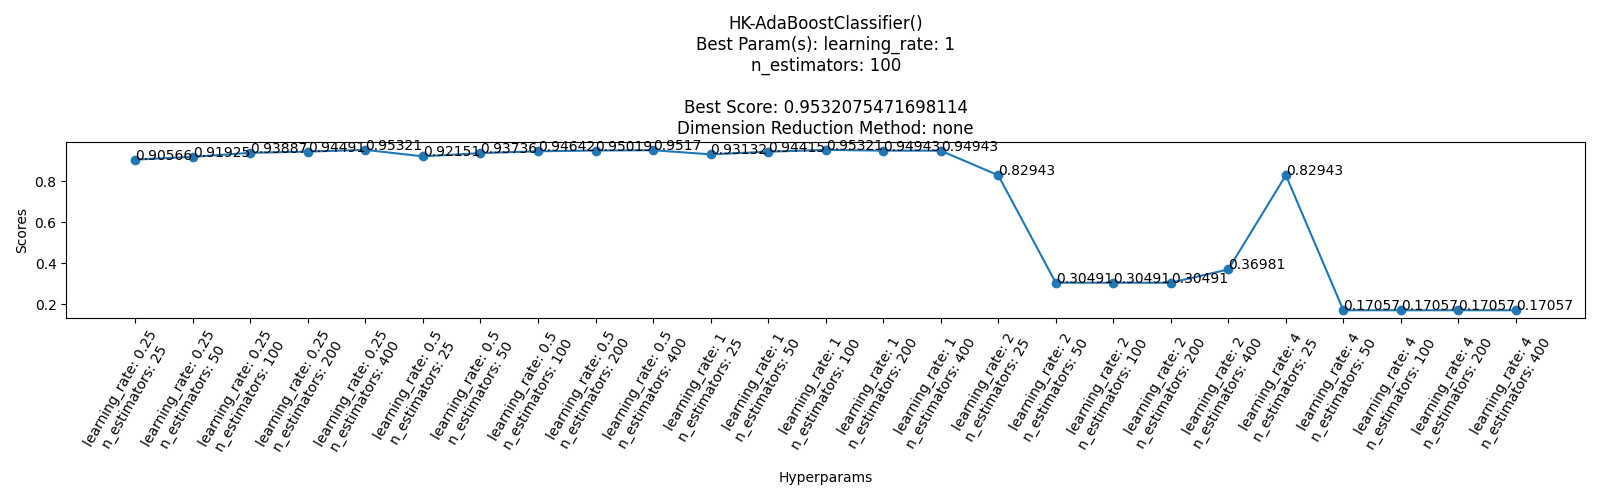 HK-AdaBoostClassifier()
Best Param(s): learning_rate: 1
n_estimators: 100
Best Score: 0.9532075471698114
Dimension Reduction Method: none
0.90566 0.91925 0.93887 0.94491 0.95321 0.92151 0.93736 0.94642 0.95019 0.9517 0.93132 0.94415 0.95321 0.94943 0.94943
0.8
0.82943
0.82943
0.6
Scores
0.4
0.30491 0.30491 0.30491
0.36981
0.2
0.17057 0.17057 0.17057 0.17057
learning_rate: 0.25
n_estimators: 25
learning_rate: 0.25
n_estimators: 50
learning_rate: 0.25
n_estimators: 100
learning_rate: 0.25
n_estimators: 200
learning_rate: 0.25
n_estimators: 400
learning_rate: 0.5
n_estimators: 25
learning_rate: 0.5
n_estimators: 50
learning_rate: 0.5
n_estimators: 100
learning_rate: 0.5
n_estimators: 200
learning_rate: 0.5
n_estimators: 400
learning_rate: 1
n_estimators: 25
learning_rate: 1
n_estimators: 50
learning_rate: 1
n_estimators: 100
learning_rate: 1
n_estimators: 200
learning_rate: 1
n_estimators: 400
learning_rate: 2
n_estimators: 25
learning_rate: 2
n_estimators: 50
learning_rate: 2
n_estimators: 100
learning_rate: 2
n_estimators: 200
learning_rate: 2
n_estimators: 400
learning_rate: 4
n_estimators: 25
learning_rate: 4
n_estimators: 50
learning_rate: 4
n_estimators: 100
learning_rate: 4
n_estimators: 200
learning_rate: 4
n_estimators: 400
Hyperparams